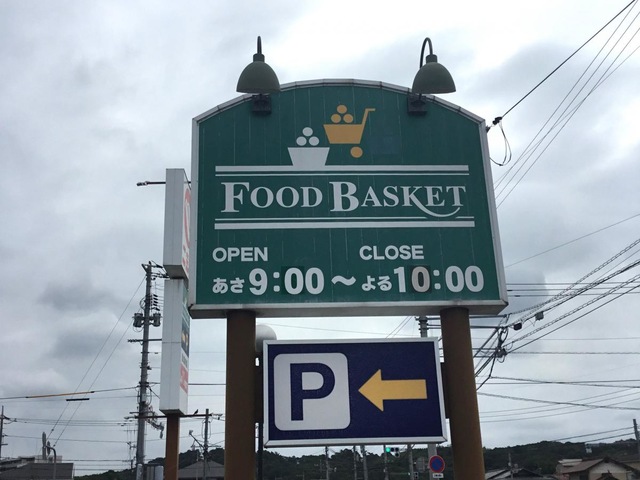 FOOD BASKET
OPEN CLOSE
あさ9:00～よる10:00
P